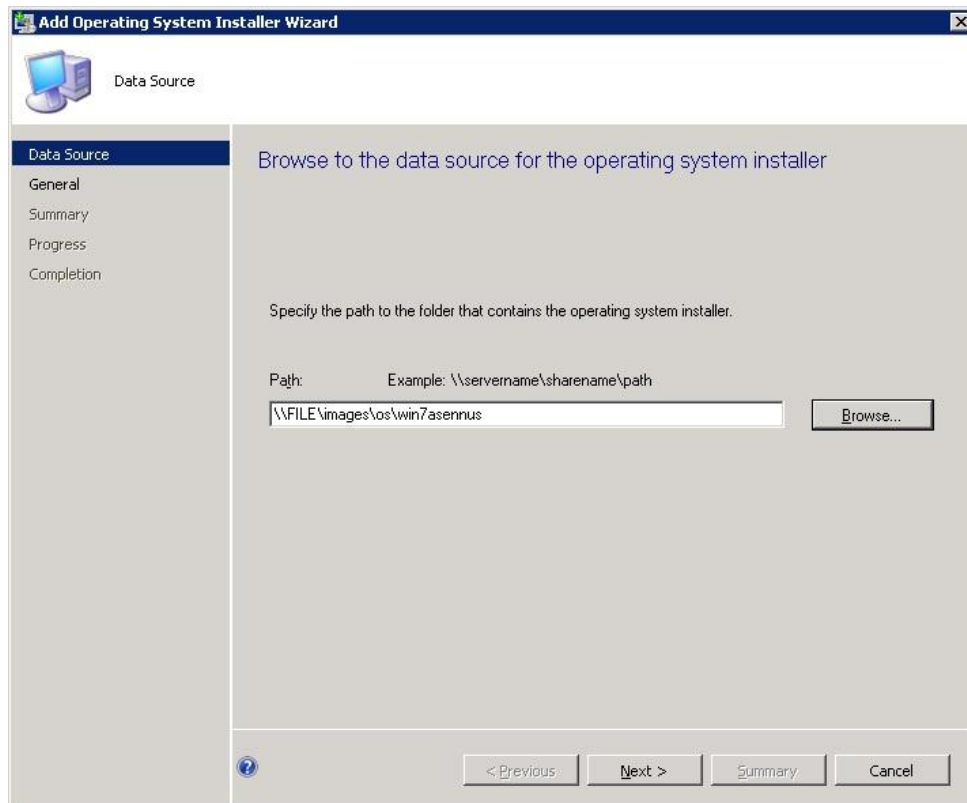 Add Operating System Installer Wizard
Data Source
Data Source
General
Summary
Progress
Completion
Browse to the data source for the operating system installer
Specify the path to the folder that contains the operating system installer.
Path: Example: \\servername\sharename\path
\\FILE\images\os\win7asennus
Browse...
< Previous
Next >
Summary
Cancel